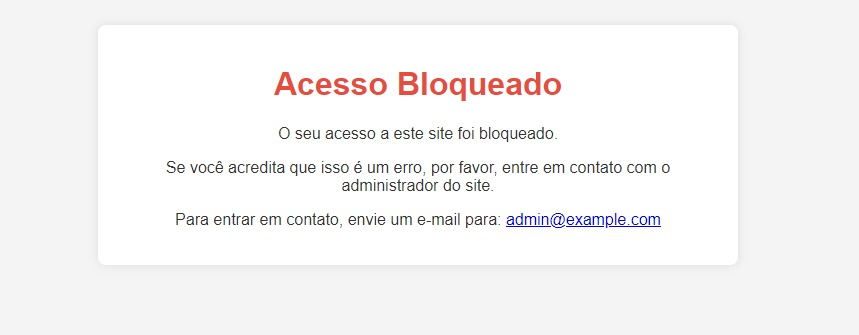 Acesso Bloqueado
O seu acesso a este site foi bloqueado.
Se você acredita que isso é um erro, por favor, entre em contato com o
administrador do site.
Para entrar em contato, envie um e-mail para: admin@example.com